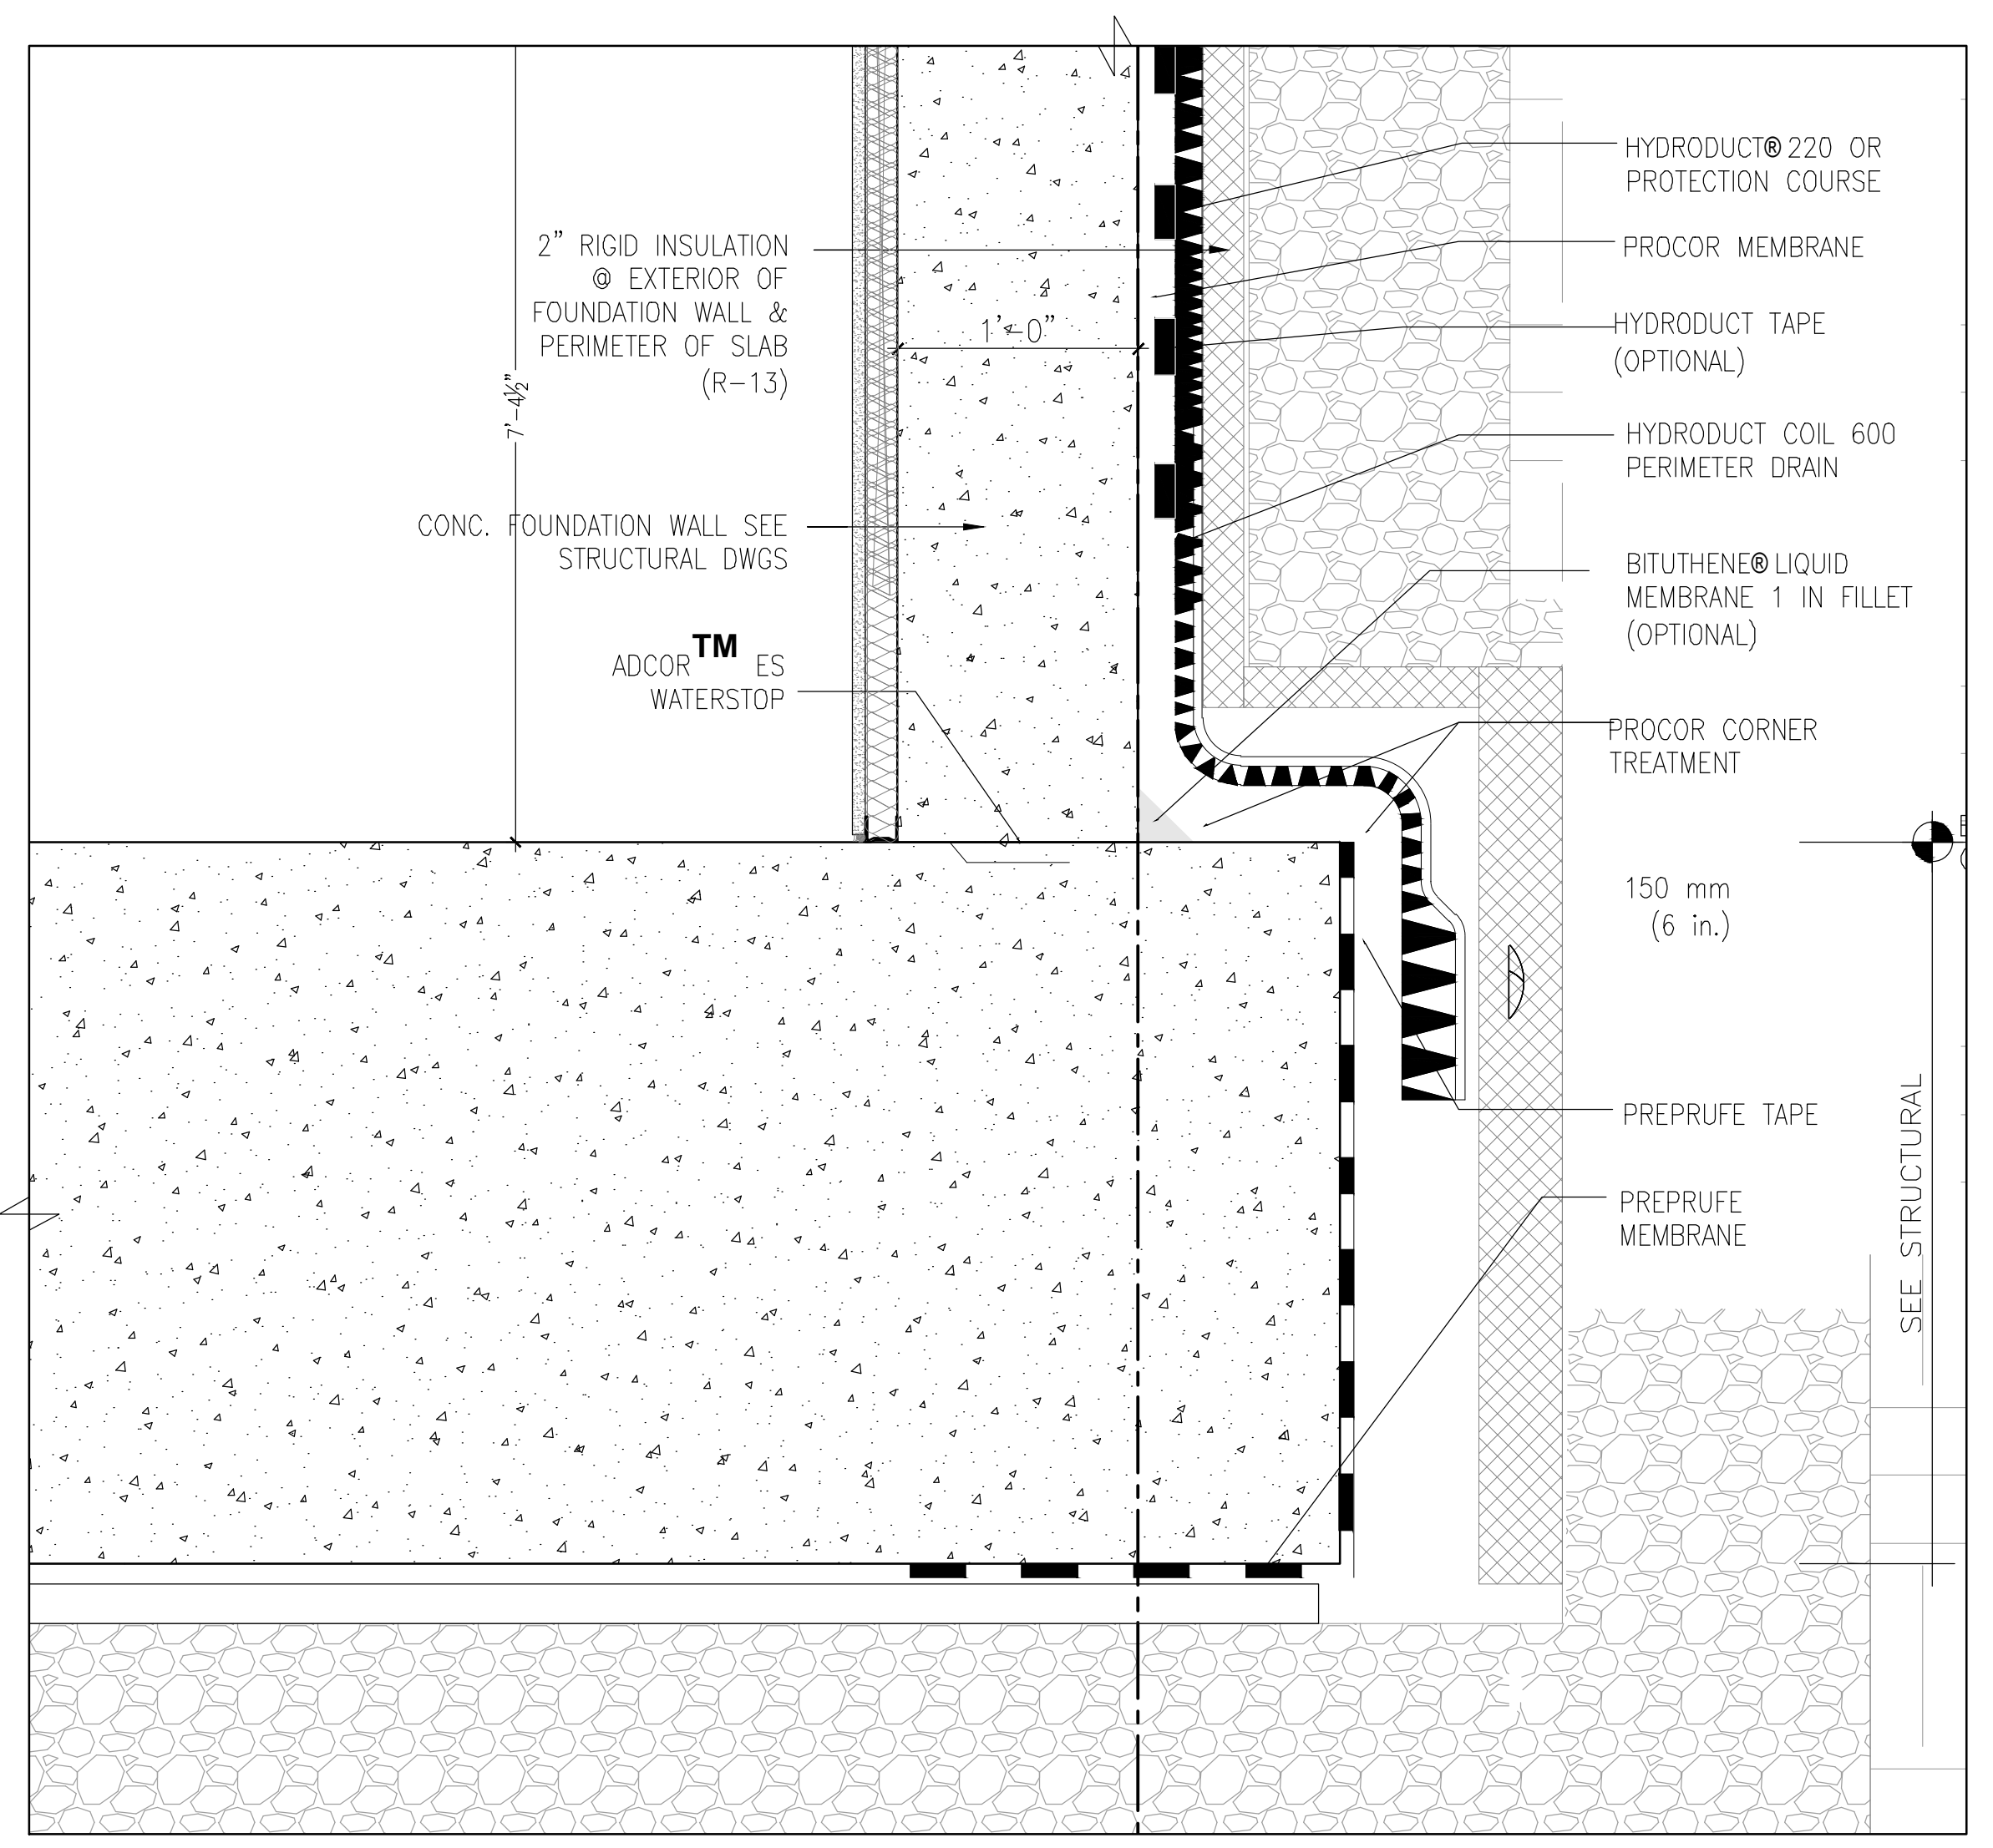 HYDRODUCT® 220 OR
PROTECTION COURSE
PROCOR MEMBRANE
2” RIGID INSULATION
@ EXTERIOR OF
FOUNDATION WALL &
PERIMETER OF SLAB
(R-13)
1’-0”
HYDRODUCT TAPE
(OPTIONAL)
7’-4½”
HYDRODUCT COIL 600
PERIMETER DRAIN
CONC. FOUNDATION WALL SEE
STRUCTURAL DWGS
BITUTHENE® LIQUID
MEMBRANE 1 IN FILLET
(OPTIONAL)
ADCOR™ ES
WATERSTOP
PROCOR CORNER
TREATMENT
150 mm
(6 in.)
PREPRUFE TAPE
PREPRUFE
MEMBRANE
SEE STRUCTURAL